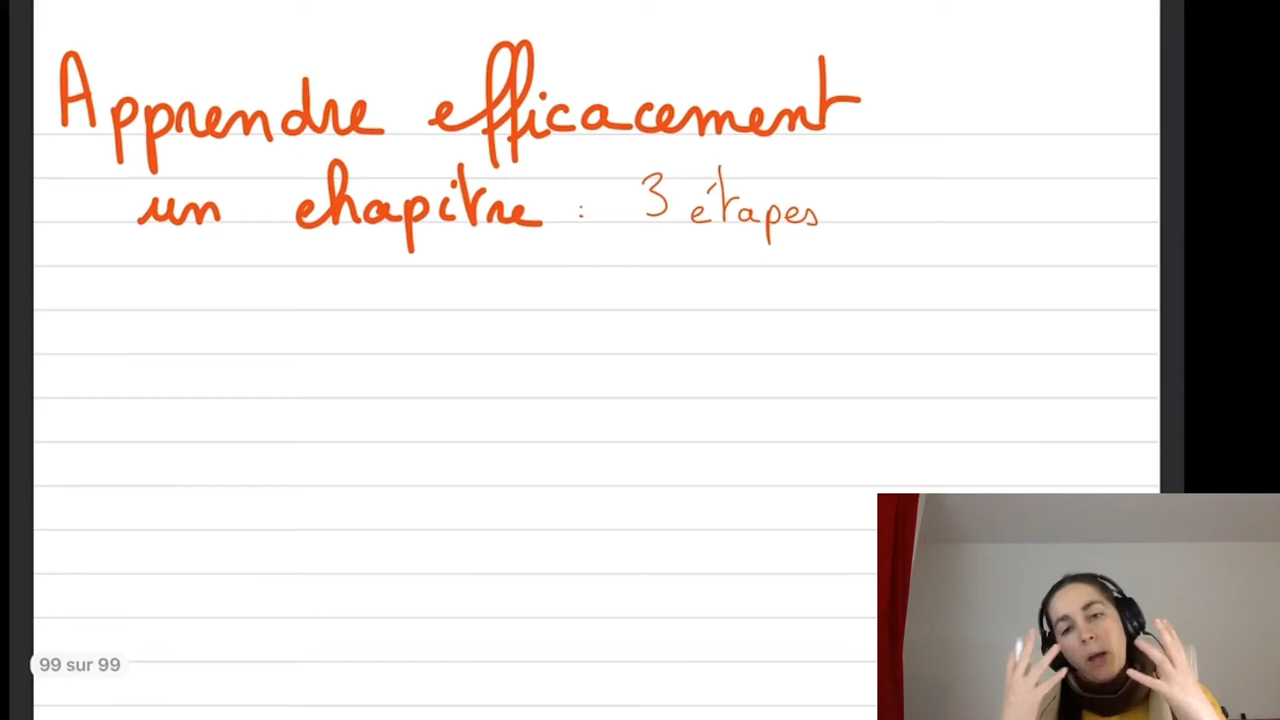 Apprendre efficacement
un chapitre : 3 étapes
99 sur 99